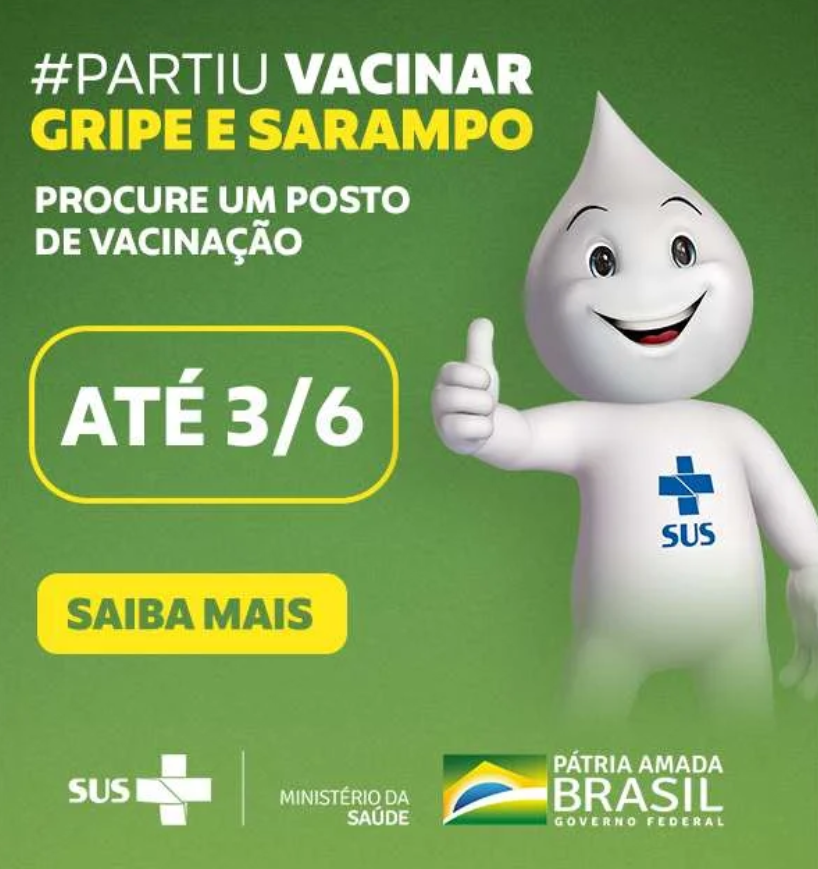 #PARTIU VACINAR
GRIPE E SARAMPO
PROCURE UM POSTO
DE VACINAÇÃO
ATÉ 3/6
SUS
SAIBA MAIS
SUS
MINISTÉRIO DA
SAÚDE
PÁTRIA AMADA
BRASIL
GOVERNO FEDERAL